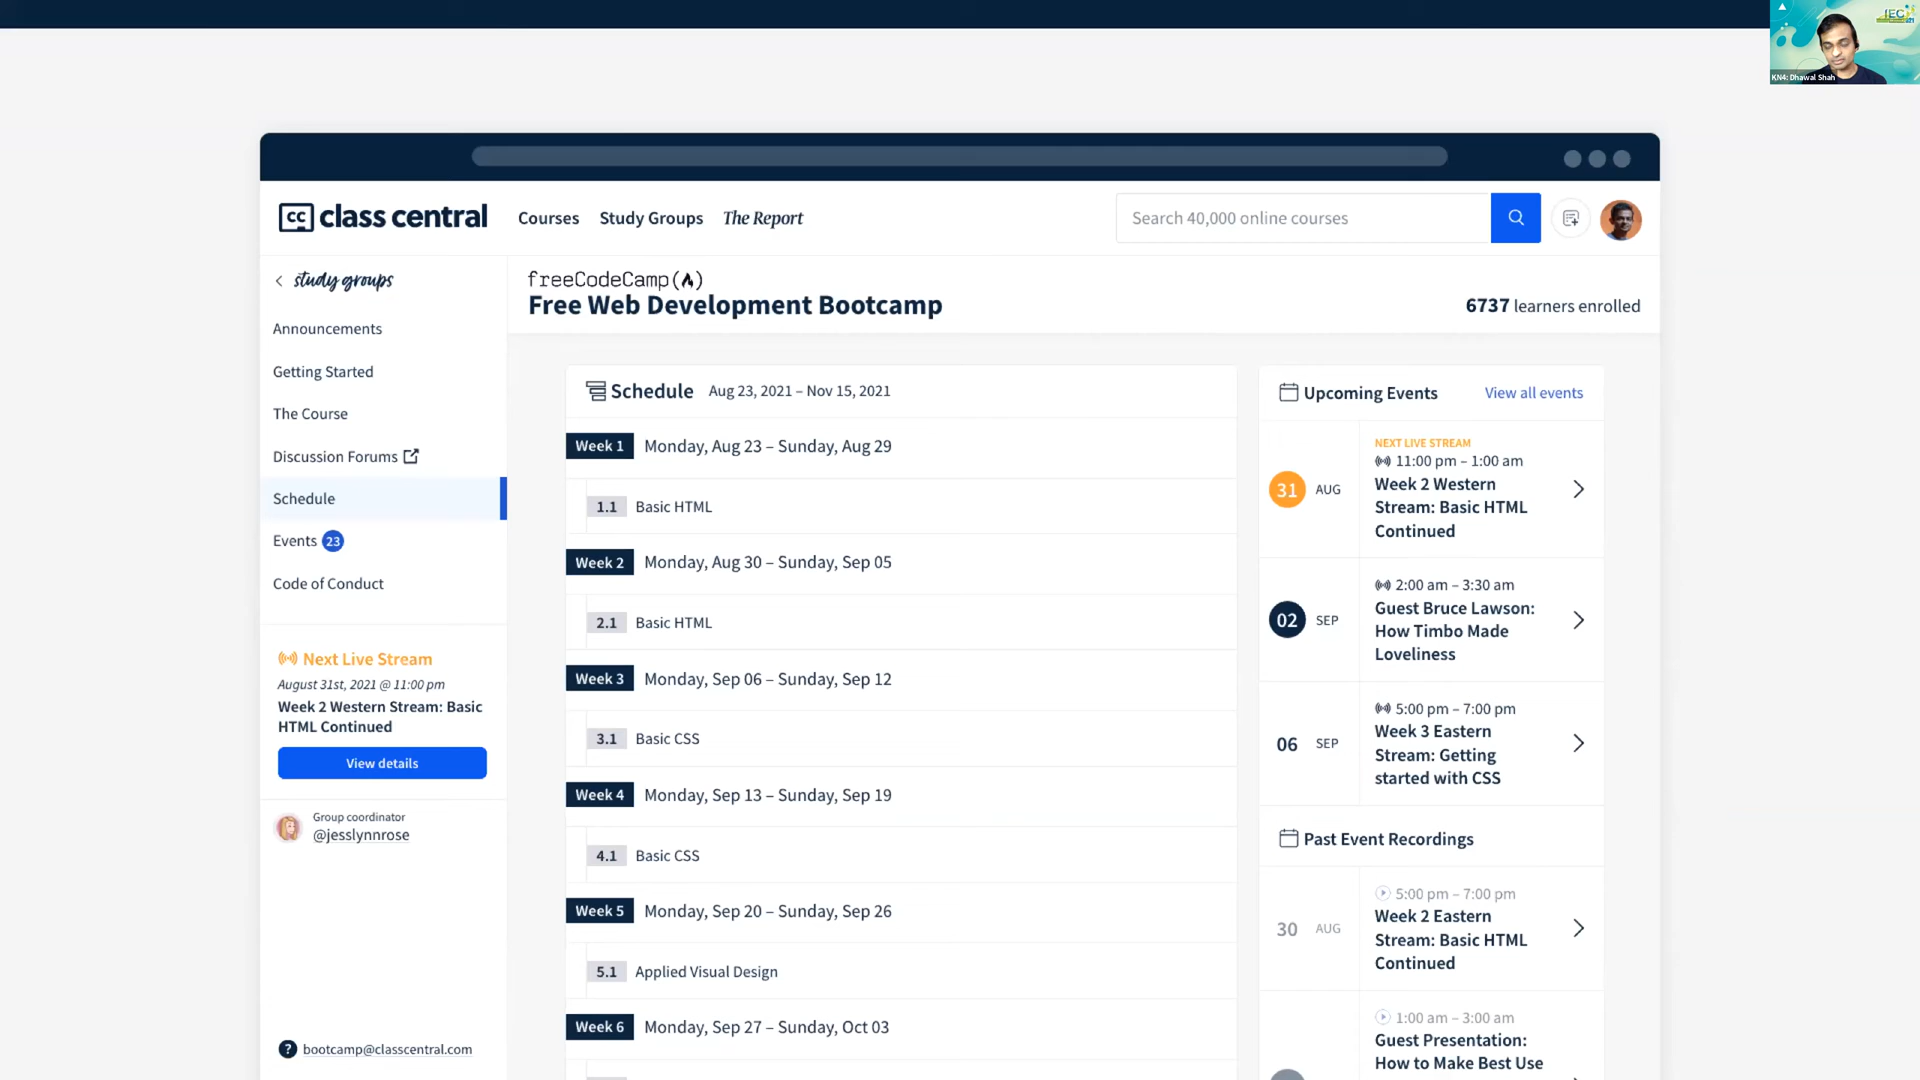 IEC
KN4: Dhawal Shah
cc class central
Courses
Study Groups
The Report
Search 40,000 online courses
study groups
Announcements
Getting Started
The Course
Discussion Forums
Schedule
Events 23
Code of Conduct
Next Live Stream
August 31st, 2021 @ 11:00 pm
Week 2 Western Stream: Basic
HTML Continued
View details
Group coordinator
@jesslynnrose
? bootcamp@classcentral.com
freeCodeCamp(🔥)
Free Web Development Bootcamp
6737 learners enrolled
Schedule Aug 23, 2021 – Nov 15, 2021
Week 1 Monday, Aug 23 – Sunday, Aug 29
1.1 Basic HTML
Week 2 Monday, Aug 30 – Sunday, Sep 05
2.1 Basic HTML
Week 3 Monday, Sep 06 – Sunday, Sep 12
3.1 Basic CSS
Week 4 Monday, Sep 13 – Sunday, Sep 19
4.1 Basic CSS
Week 5 Monday, Sep 20 – Sunday, Sep 26
5.1 Applied Visual Design
Week 6 Monday, Sep 27 – Sunday, Oct 03
Upcoming Events View all events
31 AUG
NEXT LIVE STREAM
11:00 pm – 1:00 am
Week 2 Western
Stream: Basic HTML
Continued
02 SEP
2:00 am – 3:30 am
Guest Bruce Lawson:
How Timbo Made
Loveliness
06 SEP
5:00 pm – 7:00 pm
Week 3 Eastern
Stream: Getting
started with CSS
Past Event Recordings
30 AUG
5:00 pm – 7:00 pm
Week 2 Eastern
Stream: Basic HTML
Continued
1:00 am – 3:00 am
Guest Presentation:
How to Make Best Use